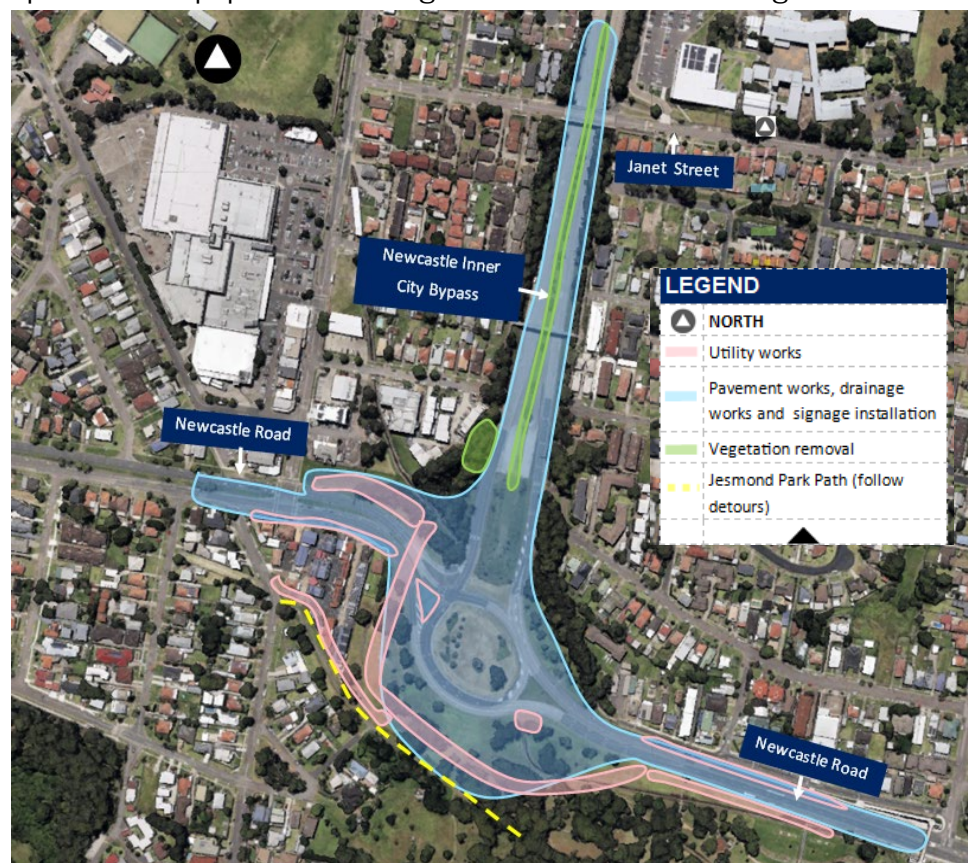 Janet Street
Newcastle Inner
City Bypass
LEGEND
NORTH
Utility works
Pavement works, drainage
works and signage installation
Vegetation removal
Jesmond Park Path (follow
detours)
Newcastle Road
Newcastle Road